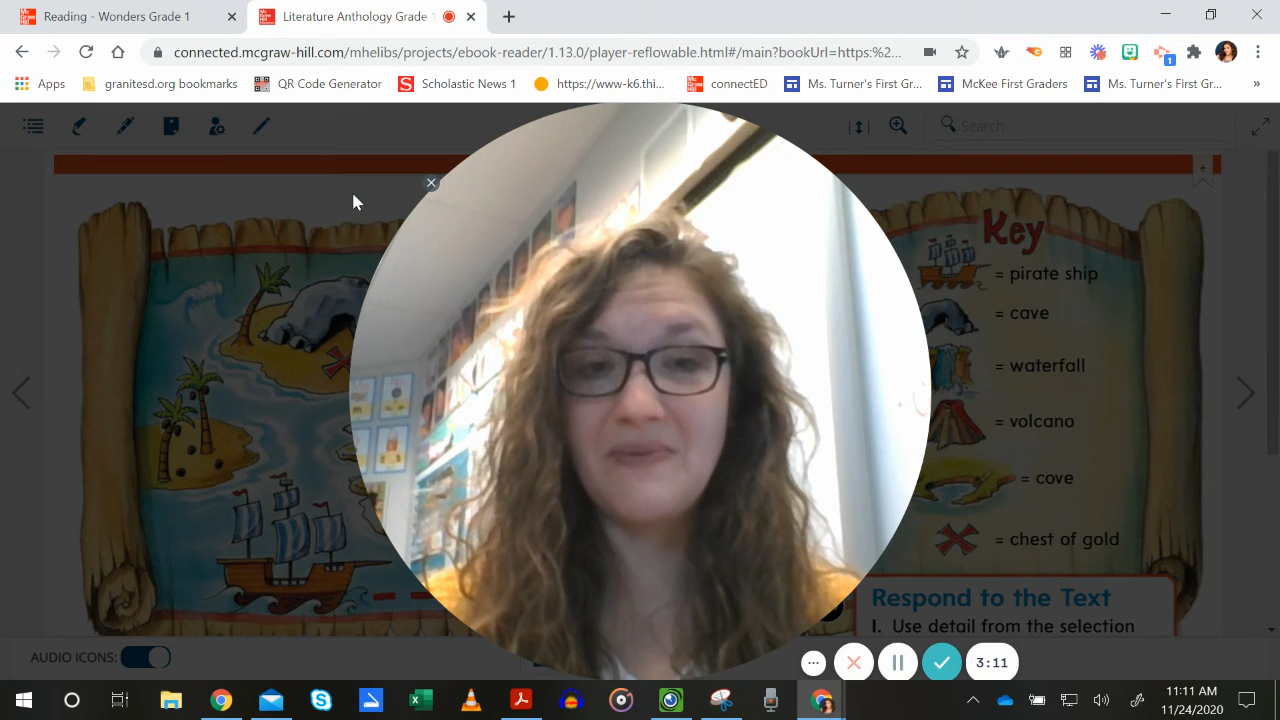 Reading - Wonders Grade 1
Literature Anthology Grade 1
connected.mcgraw-hill.com/mhelibs/projects/ebook-reader/1.13.0/player-reflowable.html#/main?bookUrl=https:%2...
Apps
granitesd.org bookmarks
QR Code Generator
Scholastic News 1
https://www-k6.thi...
connectED
Ms. Turner's First Gr...
McKee First Graders
Ms. Turner's First Gr...
»
1
Search ...
Key
= pirate ship
= cave
= waterfall
= volcano
= cove
= chest of gold
Respond to the Text
1. Use detail from the selection
AUDIO ICONS:
3:11
11:11 AM
11/24/2020